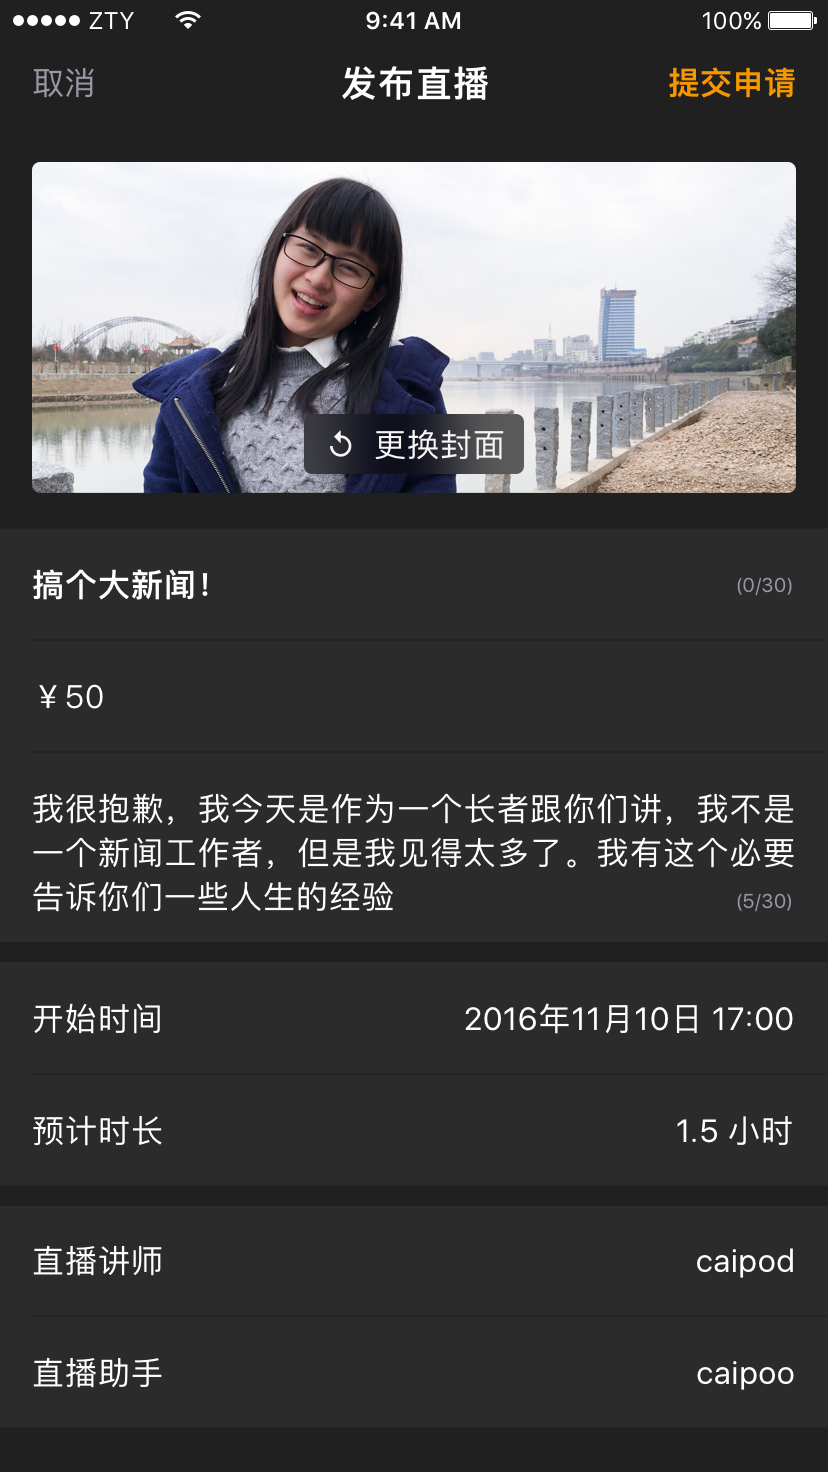 ZTY 9:41 AM 100%
取消 发布直播 提交申请
更换封面
搞个大新闻！ (0/30)
￥50
我很抱歉，我今天是作为一个长者跟你们讲，我不是
一个新闻工作者，但是我见得太多了。我有这个必要
告诉你们一些人生的经验 (5/30)
开始时间 2016年11月10日 17:00
预计时长 1.5 小时
直播讲师 caipod
直播助手 caipoo